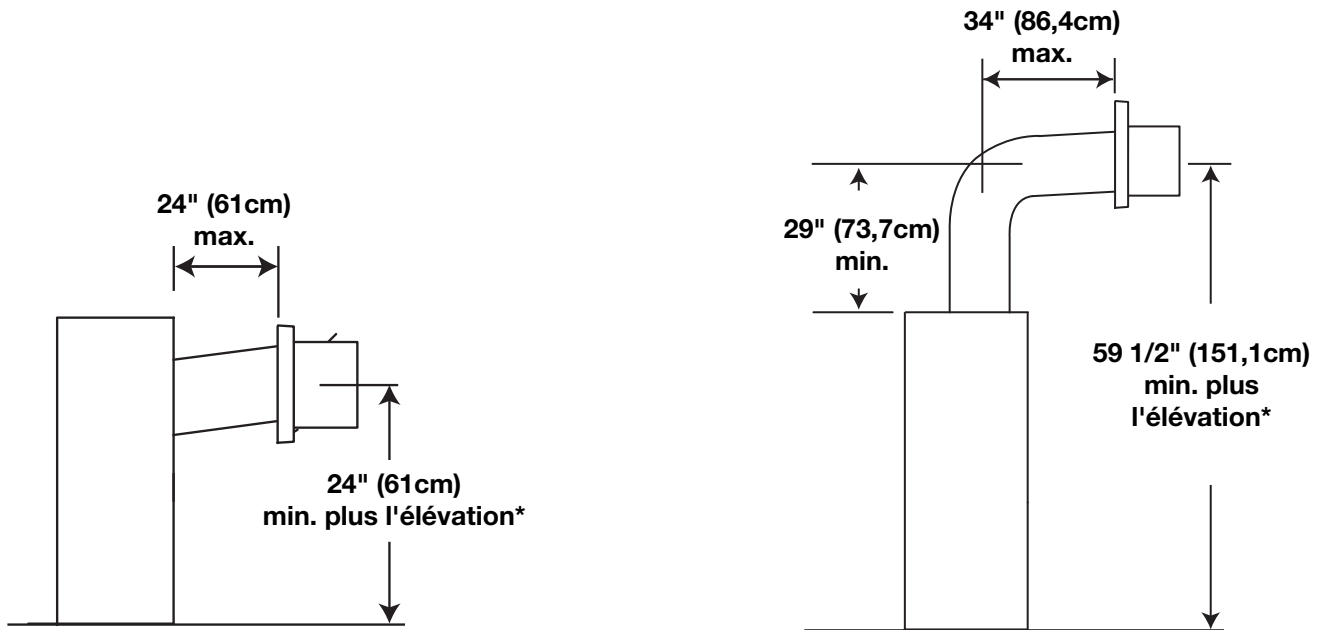 24" (61cm)
max.
24" (61cm)
min. plus l'élévation*
34" (86,4cm)
max.
29" (73,7cm)
min.
59 1/2" (151,1cm)
min. plus
l'élévation*